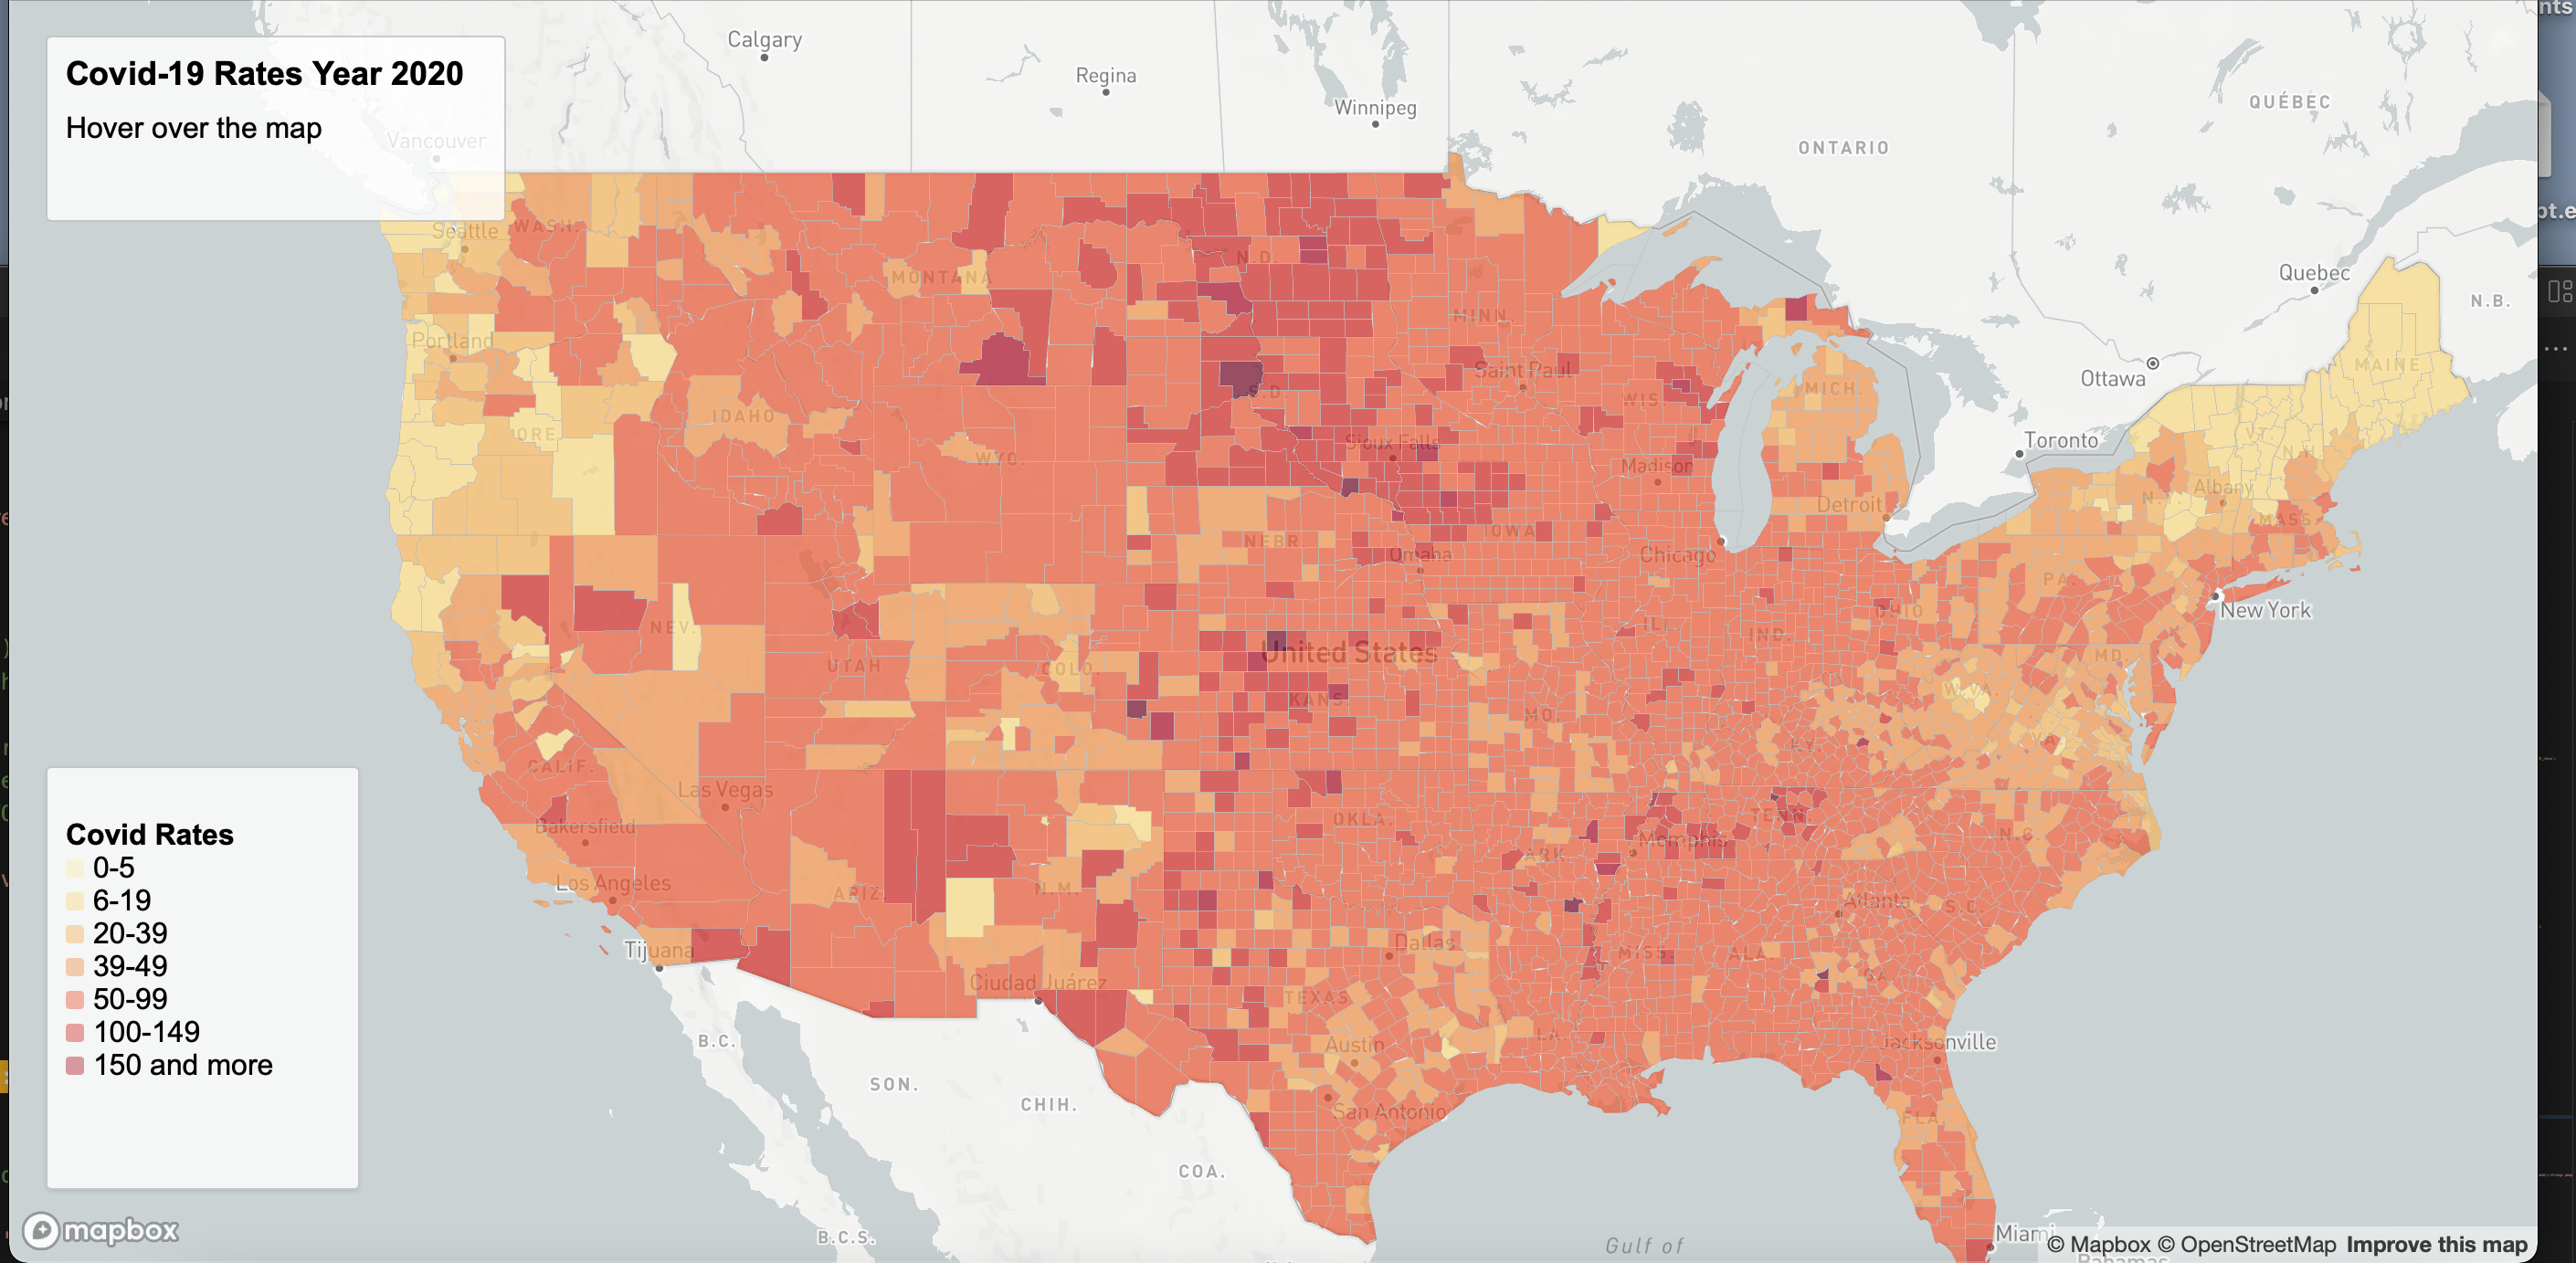 Covid-19 Rates Year 2020
Hover over the map
Calgary
Regina
Winnipeg
Vancouver
ONTARIO
QUÉBEC
Quebec
N.B.
Ottawa
Toronto
MAINE
Seattle
WASH.
MONTANA
N.D.
MINN.
Portland
ORE.
IDAHO
WYO.
S.D.
Saint Paul
WIS.
MICH.
Sioux Falls
Madison
Detroit
VT.
N.H.
Albany
MASS.
NEBR.
IOWA
Omaha
Chicago
PA.
New York
OHIO
NEV.
UTAH
COLO.
United States
KANS.
MO.
ILL.
IND.
W.VA.
MD.
VA.
KY.
CALIF.
Las Vegas
Bakersfield
Los Angeles
ARIZ.
N.M.
OKLA.
ARK.
Memphis
TENN.
N.C.
S.C.
Atlanta
Tijuana
Ciudad Juárez
Dallas
MISS.
ALA.
GA.
TEXAS
Austin
LA.
Jacksonville
San Antonio
FLA.
Miami
B.C.
SON.
CHIH.
COA.
B.C.S.
Gulf of
Covid Rates
0-5
6-19
20-39
39-49
50-99
100-149
150 and more
mapbox
© Mapbox © OpenStreetMap Improve this map